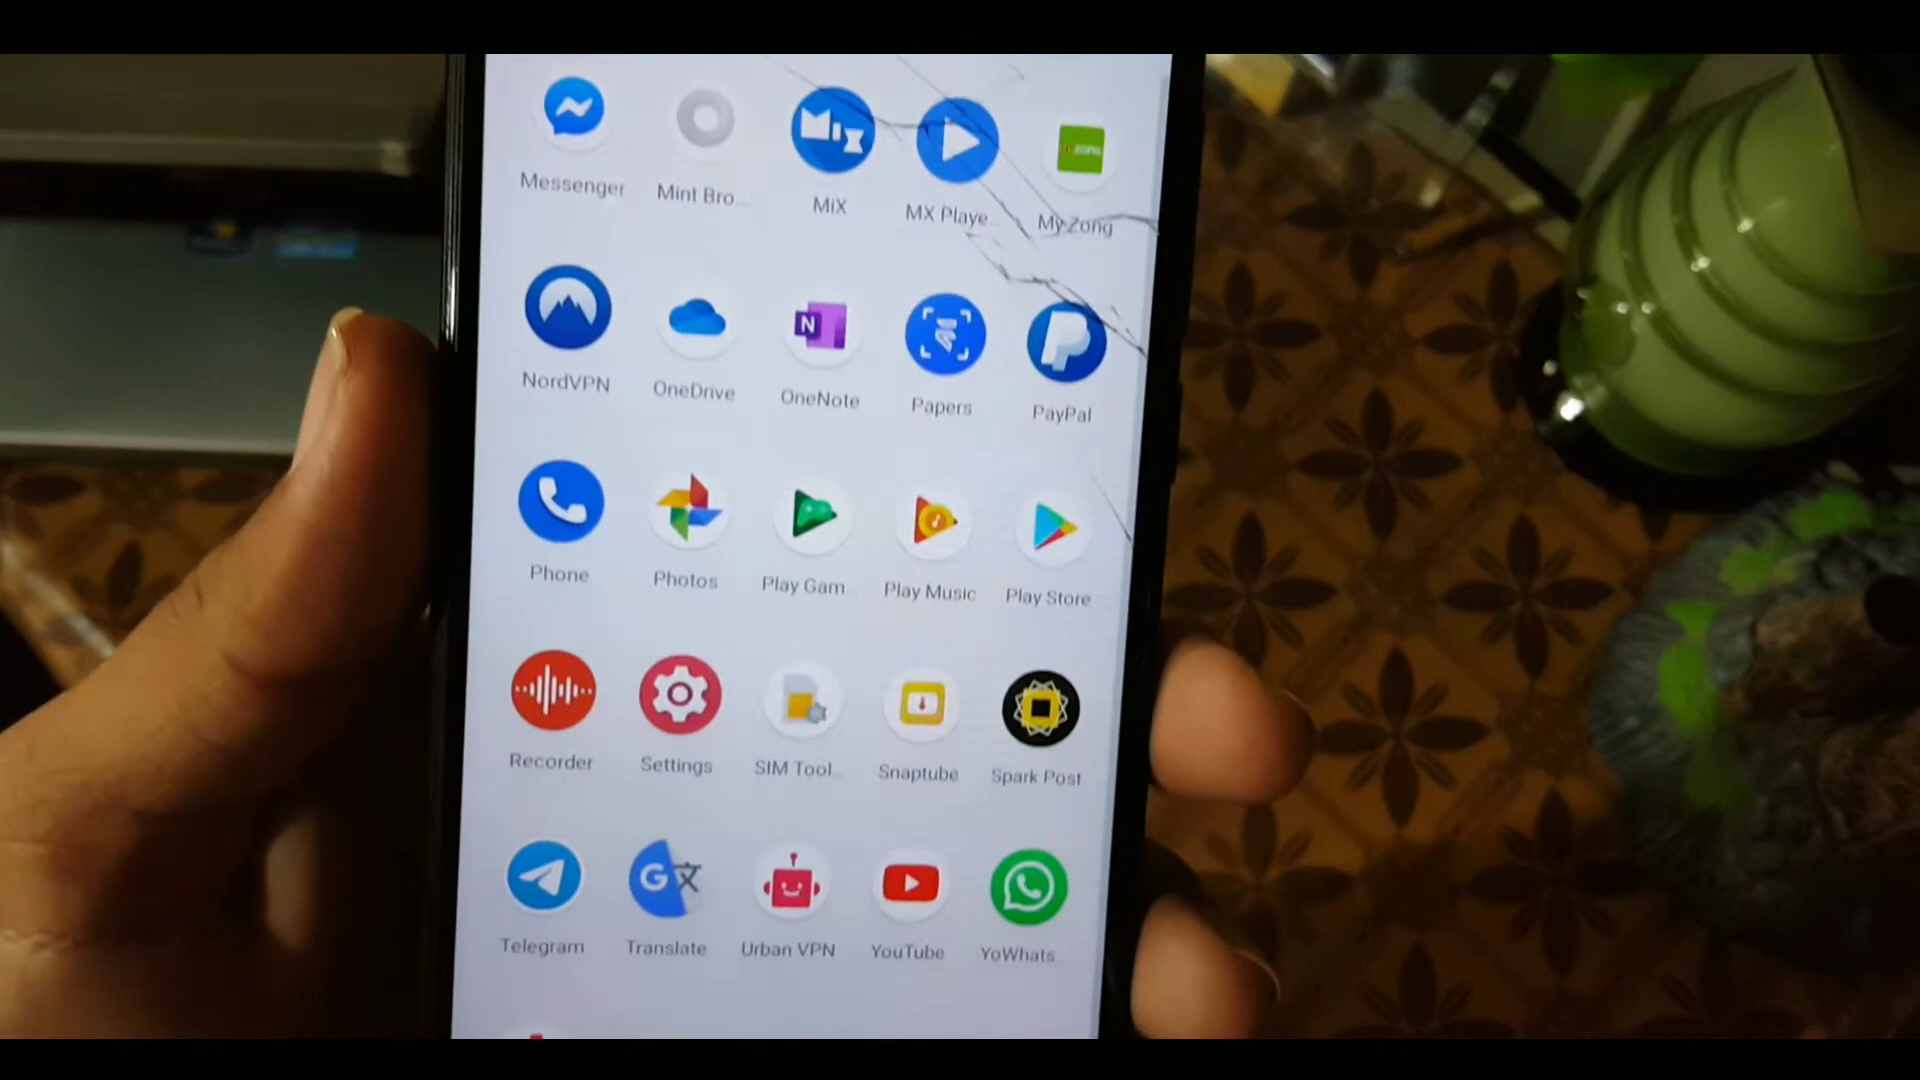 Messenger Mint Bro... MiX MX Playe... My Zong
NordVPN OneDrive OneNote Papers PayPal
Phone Photos Play Gam... Play Music Play Store
Recorder Settings SIM Tool... Snaptube Spark Post
Telegram Translate Urban VPN YouTube YoWhats